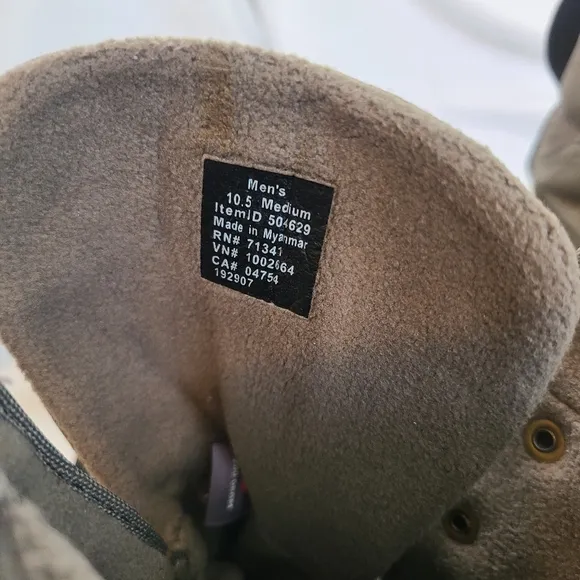 Men's
10.5 Medium
ItemID 504629
Made in Myanmar
RN# 71341
VN# 1002664
CA# 04754
192907